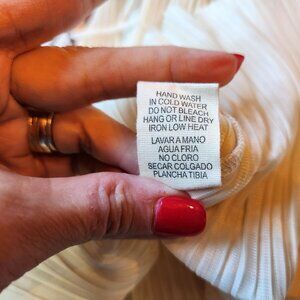 HAND WASH
IN COLD WATER
DO NOT BLEACH
HANG OR LINE DRY
IRON LOW HEAT
LAVAR A MANO
AGUA FRIA
NO CLORO
SECAR COLGADO
PLANCHA TIBIA